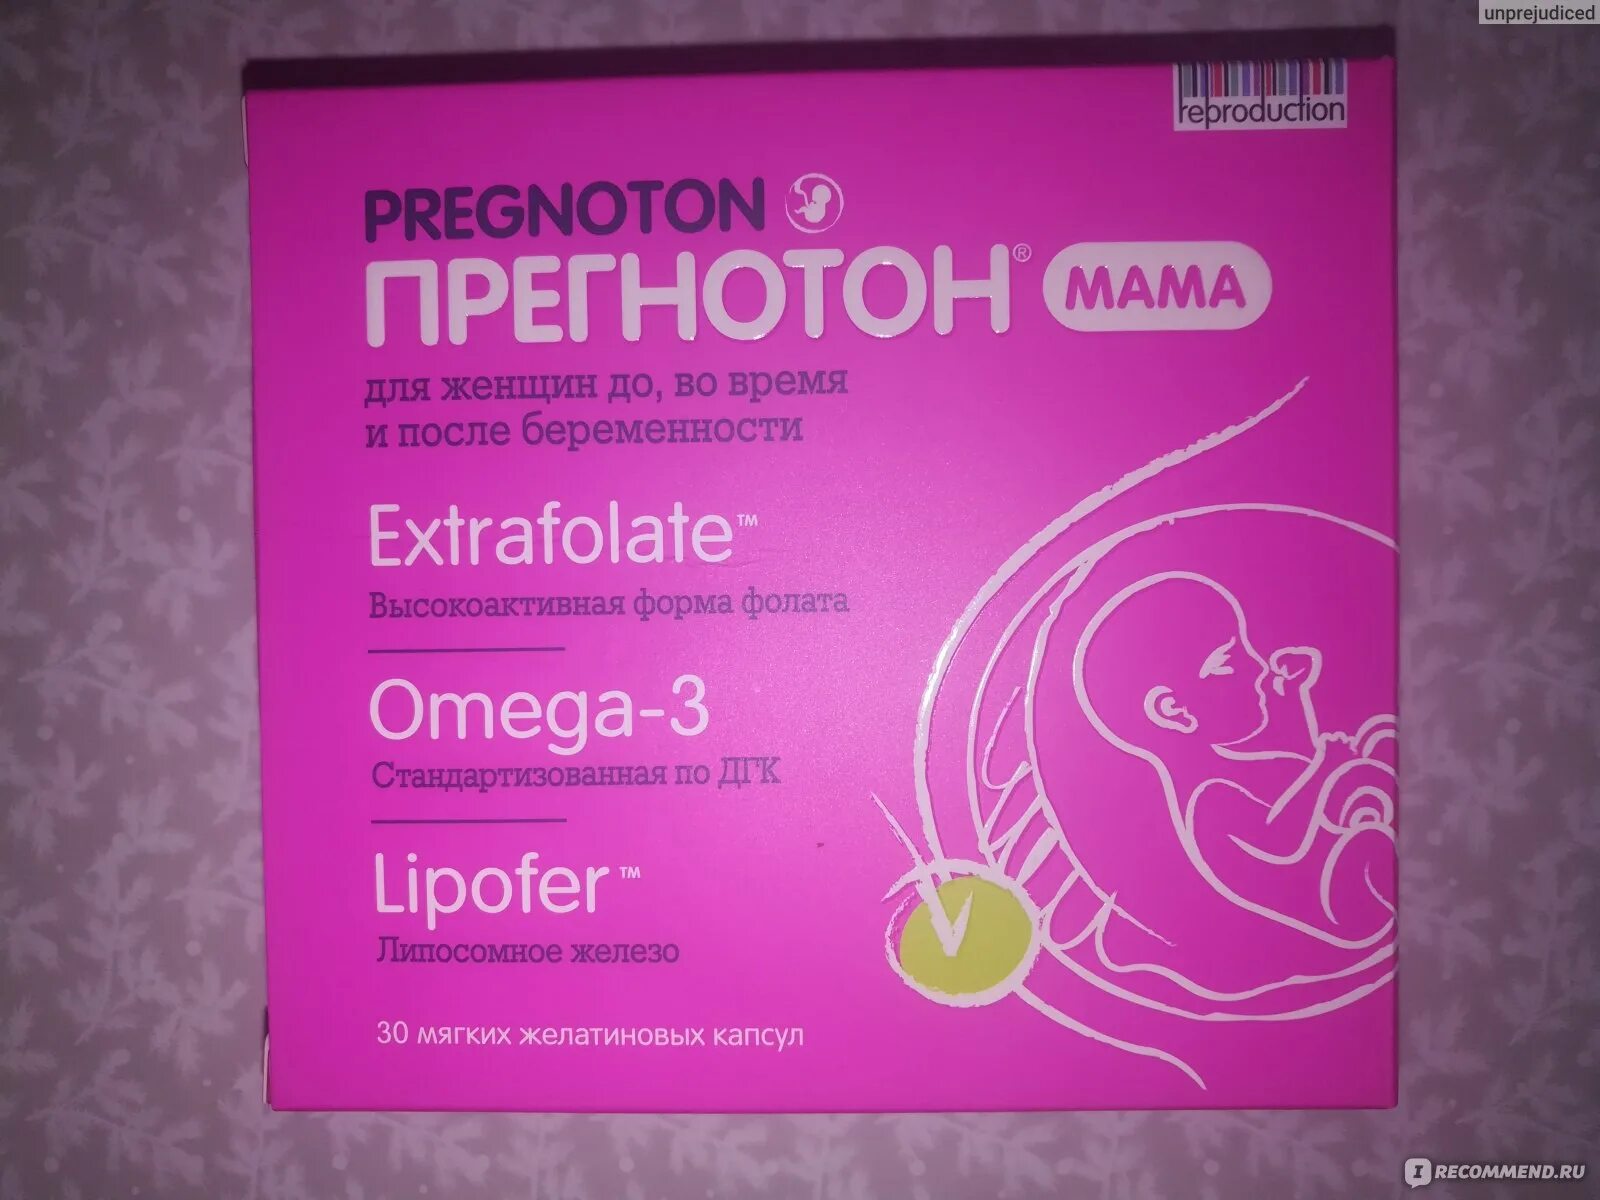 unprejudiced
reproduction
PREGNOTON
ПРЕГНОТОН® МАМА
для женщин до, во время
и после беременности
Extrafolate™
Высокоактивная форма фолата
Omega-3
Стандартизованная по ДГК
Lipofer™
Липосомное железо
30 мягких желатиновых капсул
I RECOMMEND.RU